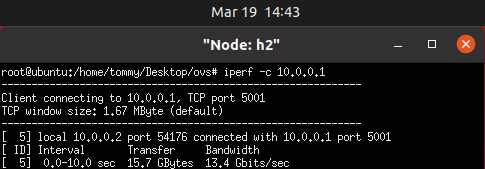 Mar 19  14:43
"Node: h2"
root@ubuntu:/home/tommy/Desktop/ovs# iperf -c 10.0.0.1
------------------------------------------------------------
Client connecting to 10.0.0.1, TCP port 5001
TCP window size: 1.67 MByte (default)
------------------------------------------------------------
[  5] local 10.0.0.2 port 54176 connected with 10.0.0.1 port 5001
[ ID] Interval       Transfer     Bandwidth
[  5]  0.0-10.0 sec  15.7 GBytes  13.4 Gbits/sec